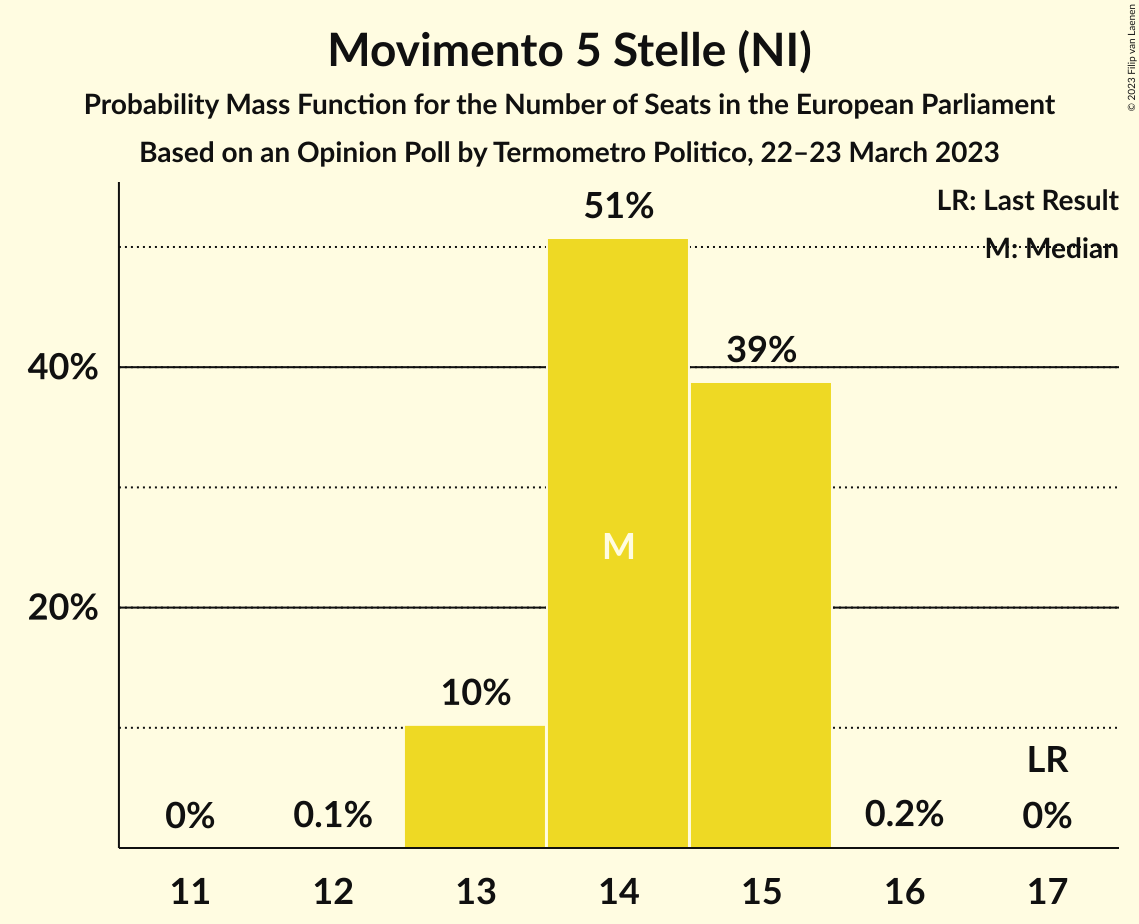 Movimento 5 Stelle (NI)
Probability Mass Function for the Number of Seats in the European Parliament
Based on an Opinion Poll by Termometro Politico, 22–23 March 2023
© 2023 Filip van Laenen
LR: Last Result
M: Median
51%
39%
40%
M
20%
10%
LR
0%
0.1%
0.2%
0%
11 12 13 14 15 16 17